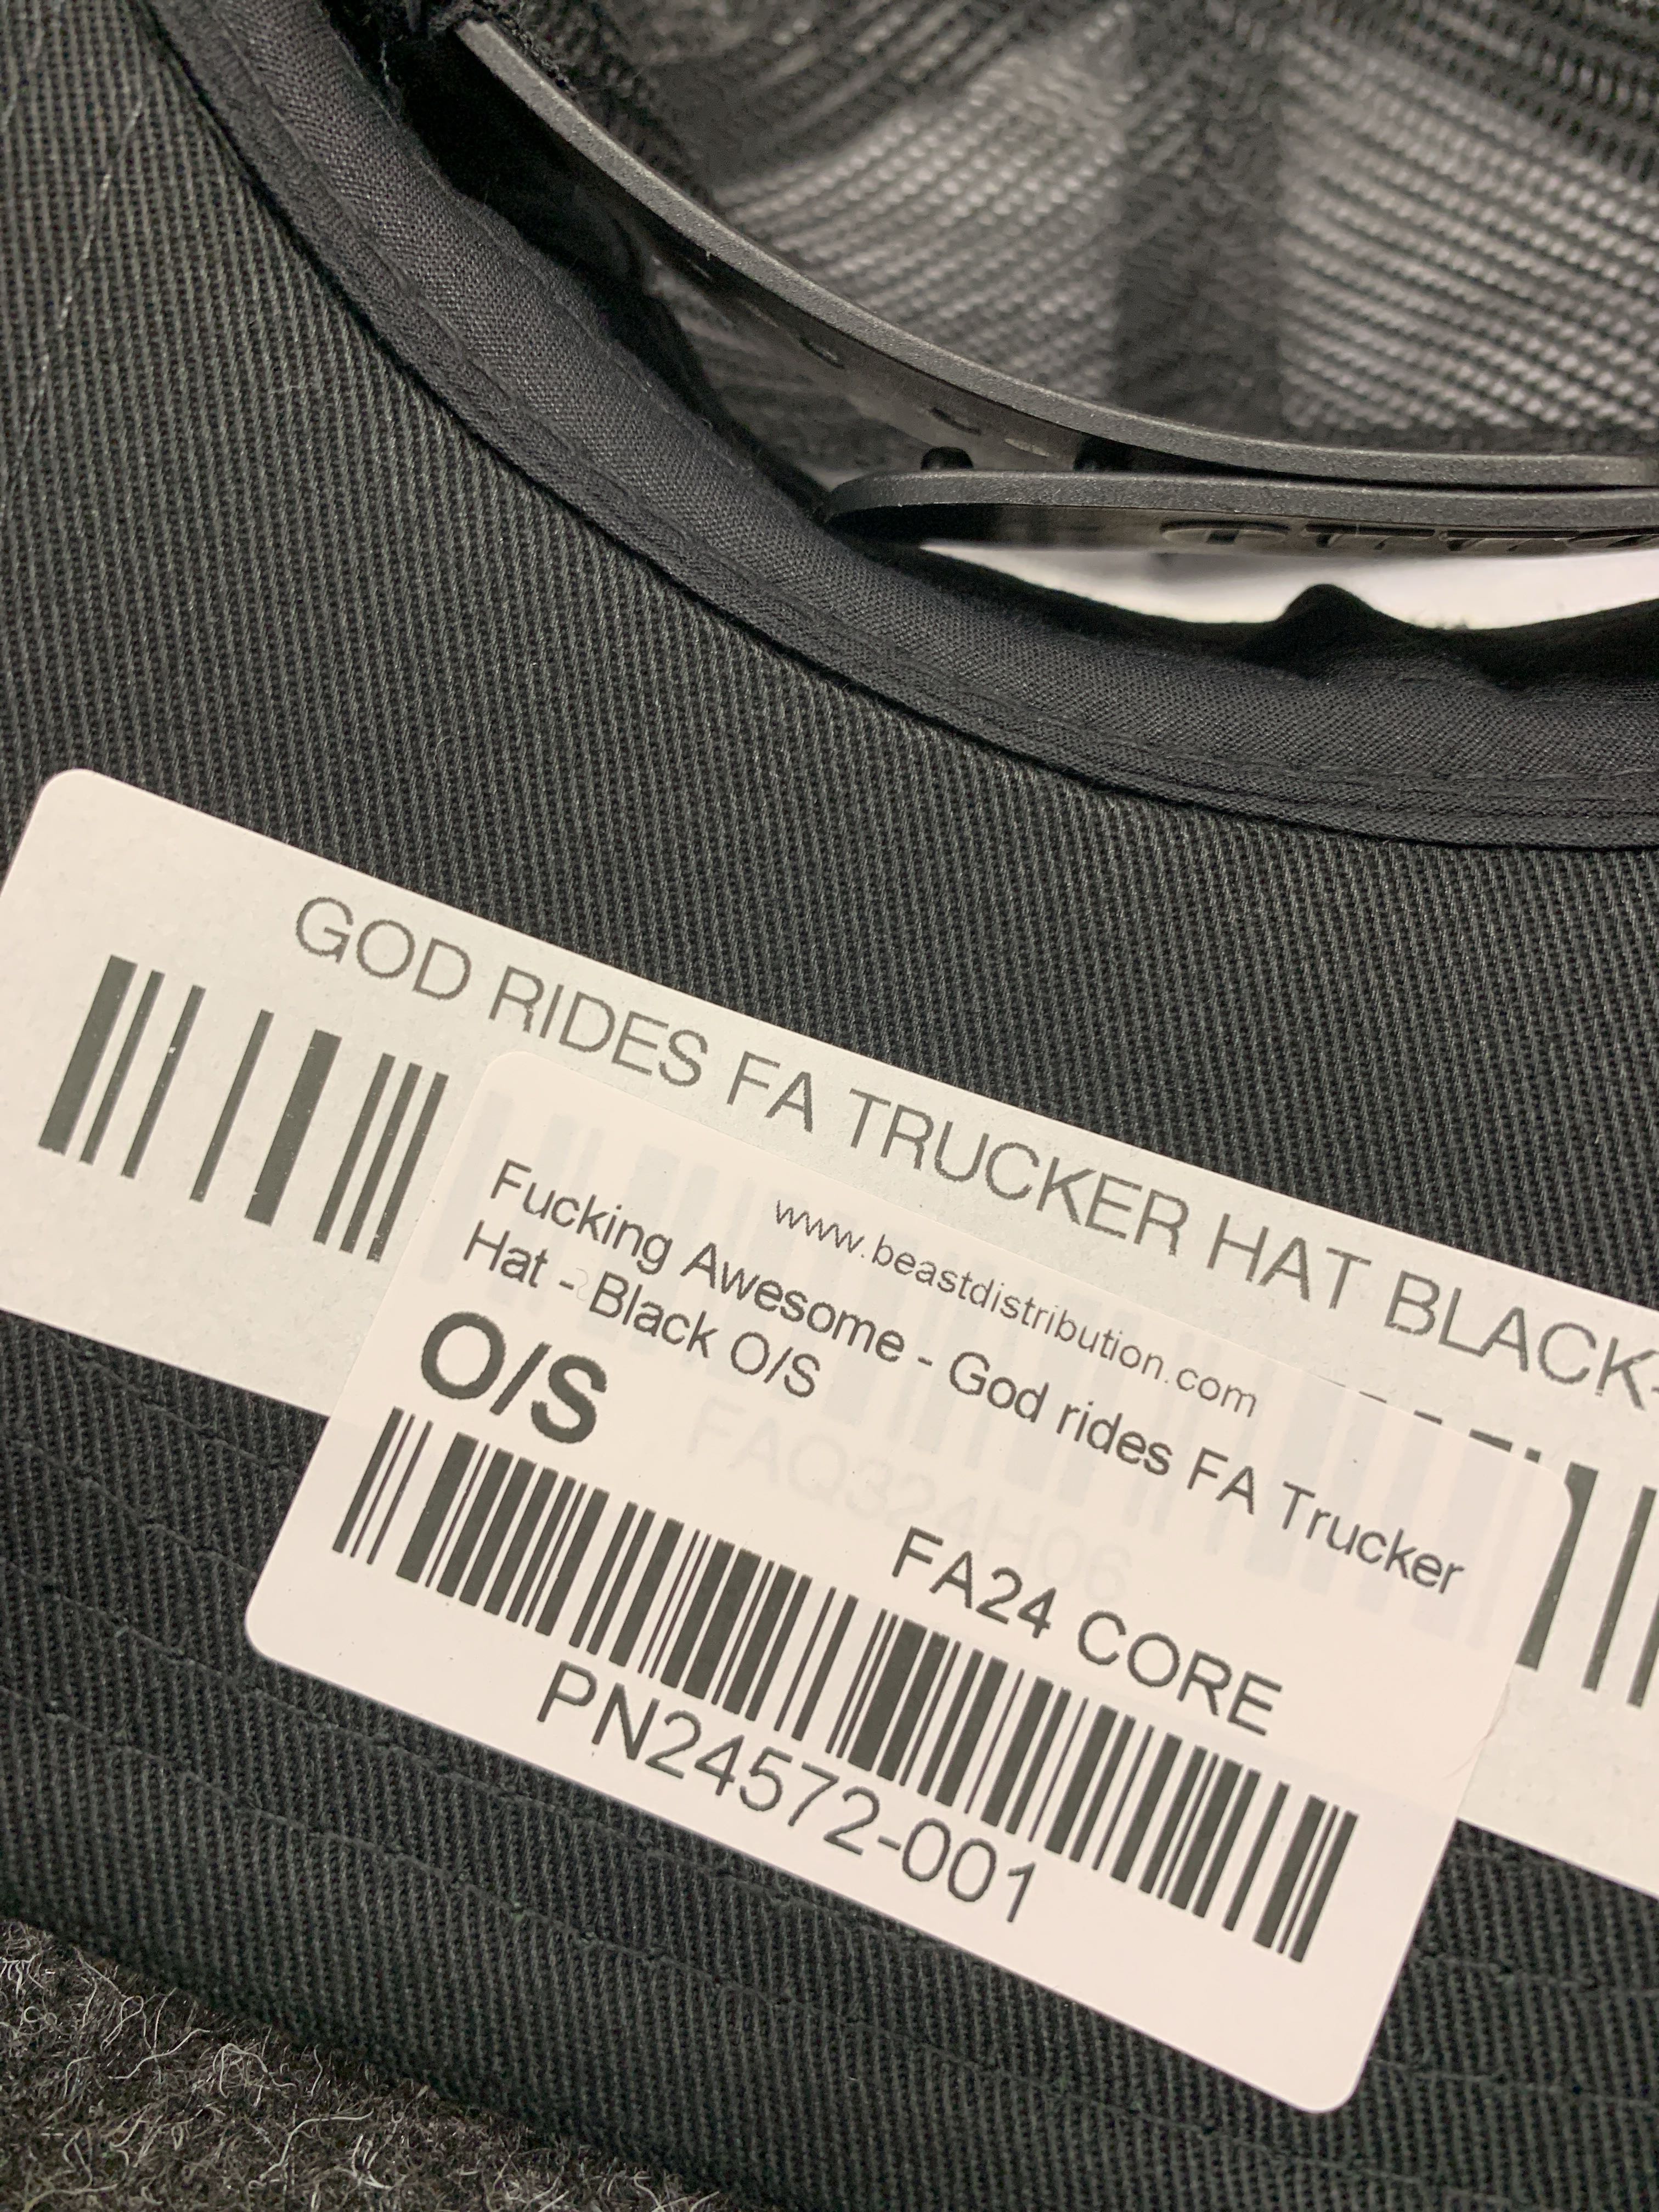 GOD RIDES FA TRUCKER HAT BLACK-
www.beastdistribution.com
Fucking Awesome - God rides FA Trucker
Hat - Black O/S
O/S
FAQ324H06
FA24 CORE
PN24572-001